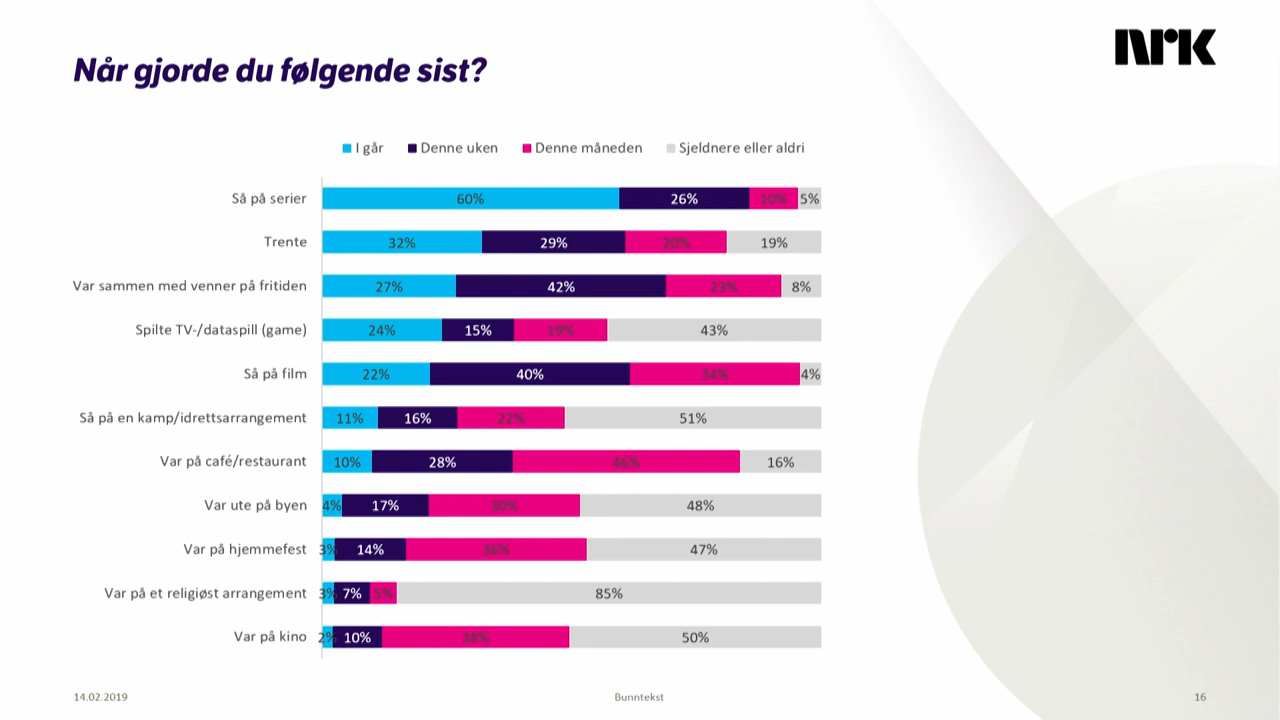 NRK
Når gjorde du følgende sist?
I går Denne uken Denne måneden Sjeldnere eller aldri
Så på serier 60% 26% 10% 5%
Trente 32% 29% 20% 19%
Var sammen med venner på fritiden 27% 42% 23% 8%
Spilte TV-/dataspill (game) 24% 15% 19% 43%
Så på film 22% 40% 34% 4%
Så på en kamp/idrettsarrangement 11% 16% 22% 51%
Var på café/restaurant 10% 28% 46% 16%
Var ute på byen 4% 17% 30% 48%
Var på hjemmefest 3% 14% 36% 47%
Var på et religiøst arrangement 3% 7% 5% 85%
Var på kino 2% 10% 38% 50%
14.02.2019 Bunntekst 16